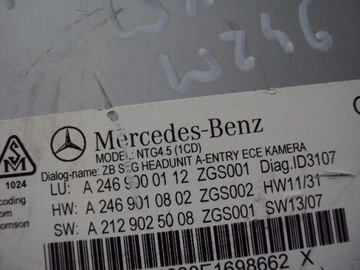 W246
Mercedes-Benz
MODEL: NTG4.5 (1CD)
Dialog-name: ZB HEADUNIT A-ENTRY ECE KAMERA
1024
LU: A 246 900 01 12 ZGS001 Diag.ID3107
HW: A 246 901 08 02 ZGS002 HW11/31
SW: A 212 902 50 08 ZGS001 SW13/07
coding
om
omson
X